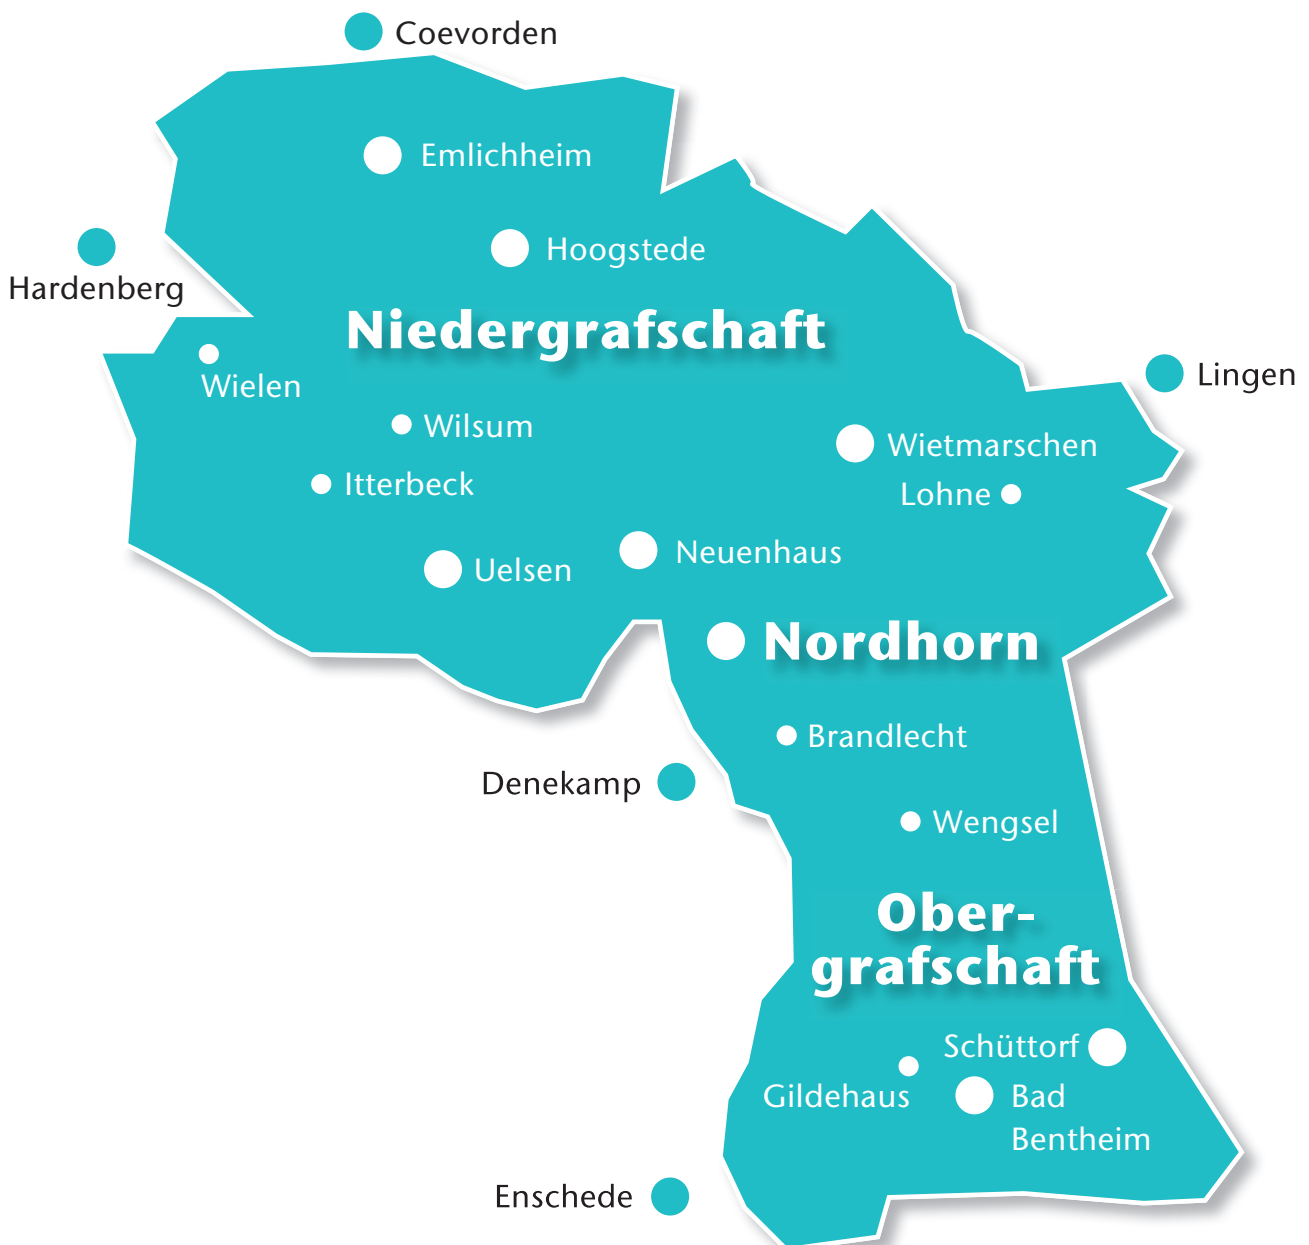 Coevorden
Emlichheim
Hoogstede
Hardenberg
Niedergrafschaft
Wielen
Lingen
Wilsum
Wietmarschen
Itterbeck
Lohne
Neuenhaus
Uelsen
Nordhorn
Brandlecht
Denekamp
Wengsel
Ober-
grafschaft
Schüttorf
Gildehaus
Bad
Bentheim
Enschede